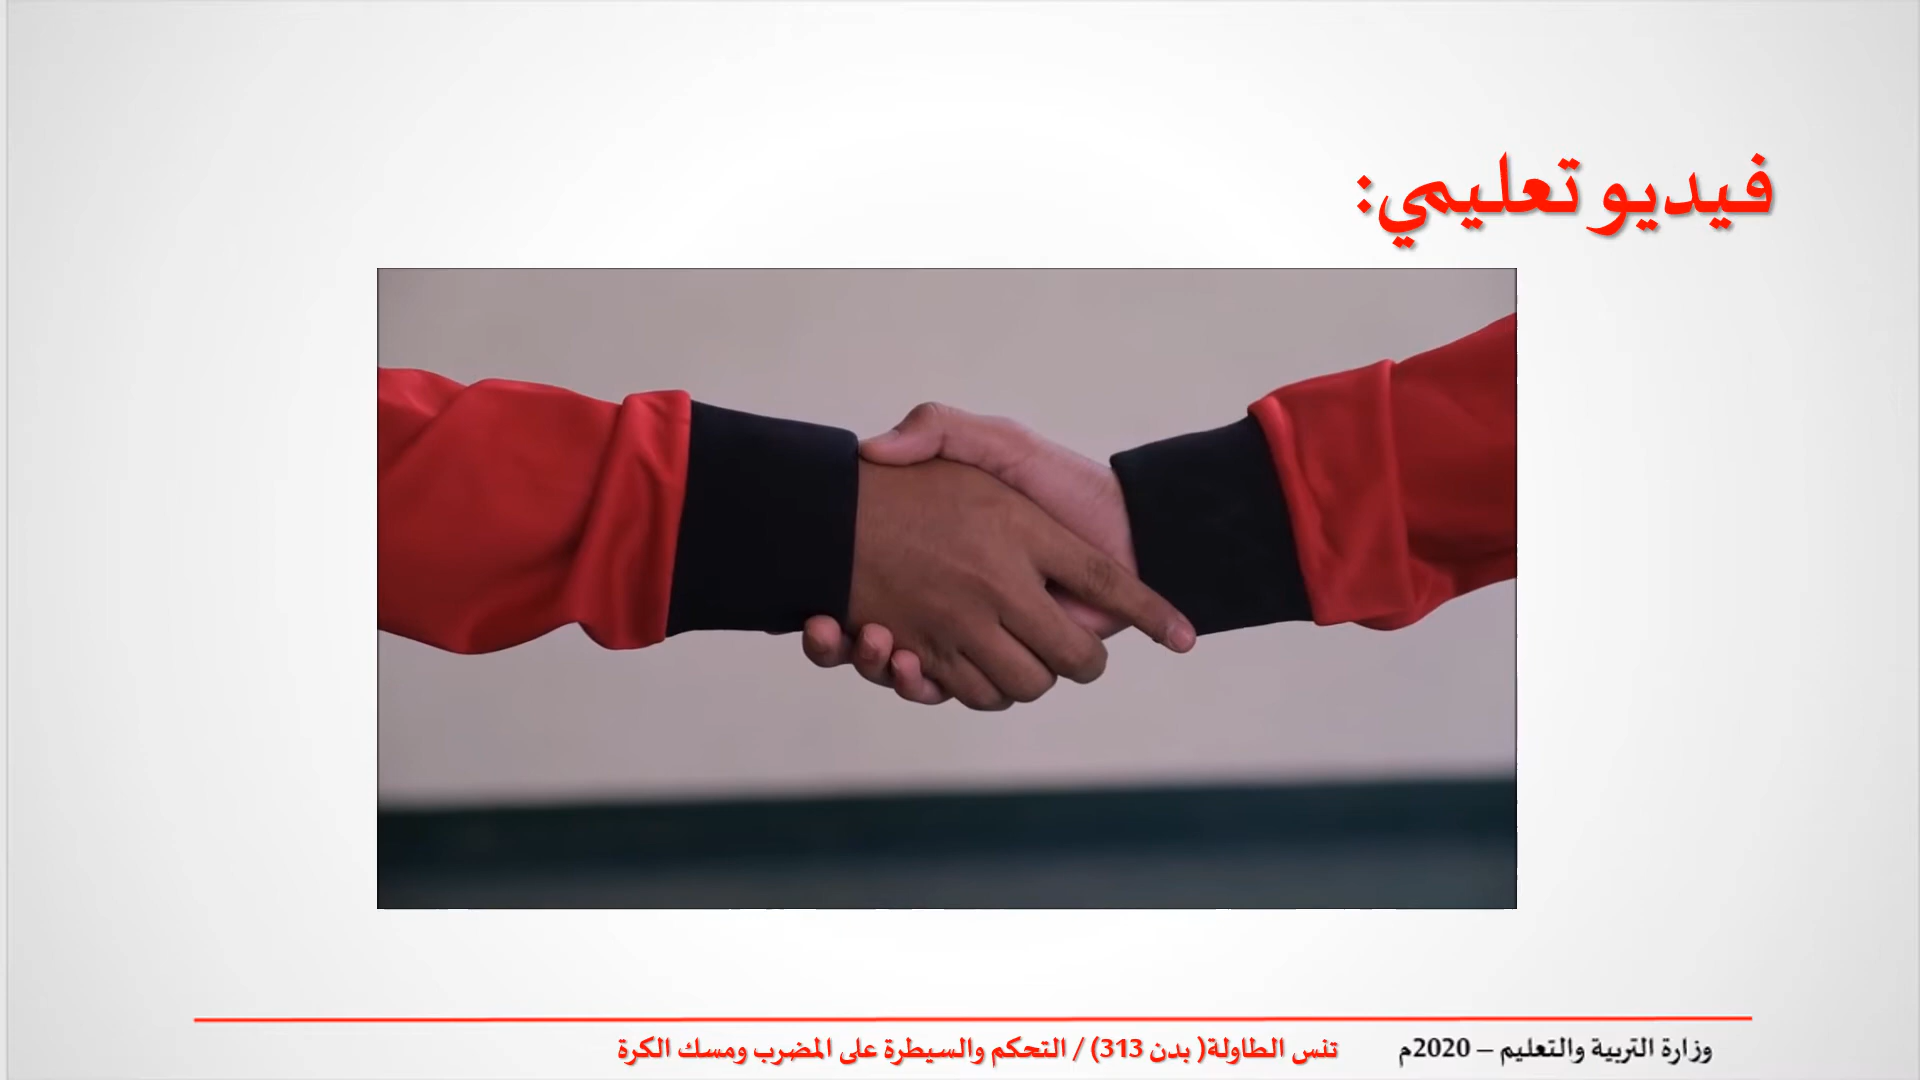 فيديو تعليمي:
وزارة التربية والتعليم – 2020م
تنس الطاولة( بدن 313) / التحكم والسيطرة على المضرب ومسك الكرة